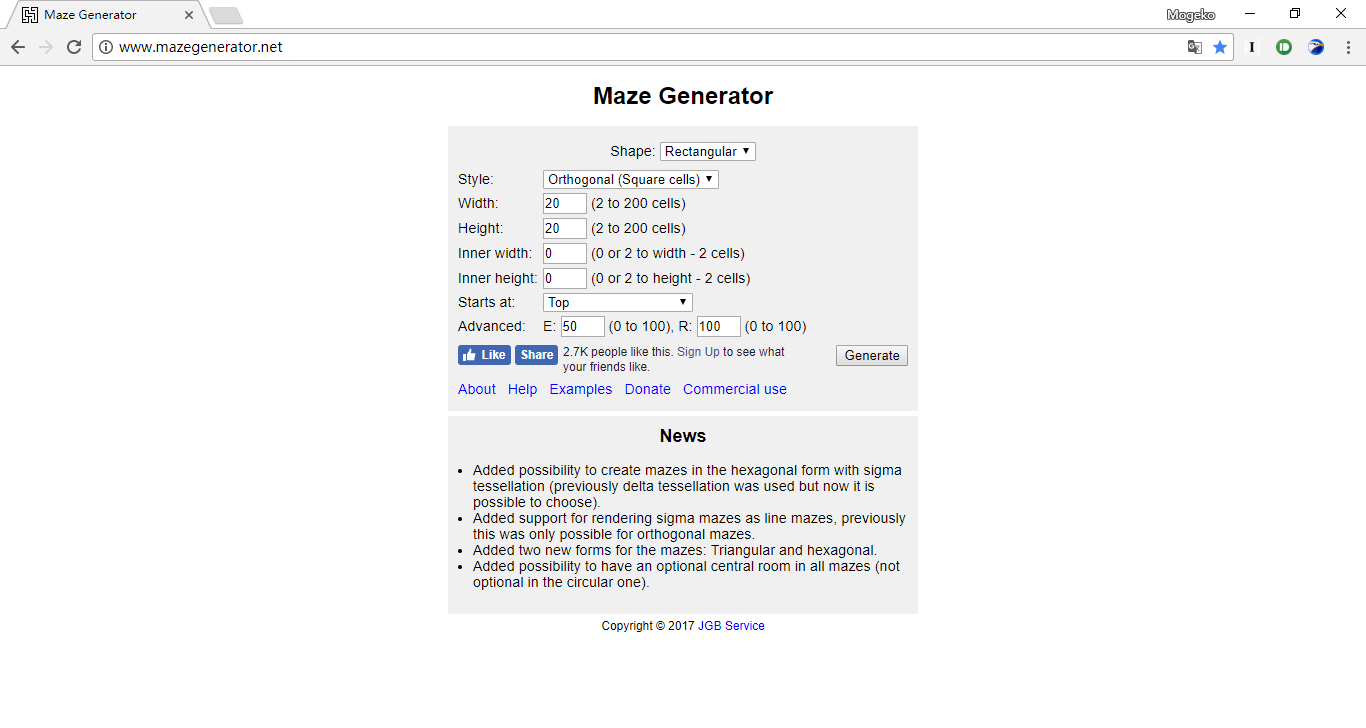 Maze Generator
Mogeko
www.mazegenerator.net
Maze Generator
Shape: Rectangular
Style: Orthogonal (Square cells)
Width: 20 (2 to 200 cells)
Height: 20 (2 to 200 cells)
Inner width: 0 (0 or 2 to width - 2 cells)
Inner height: 0 (0 or 2 to height - 2 cells)
Starts at: Top
Advanced: E: 50 (0 to 100), R: 100 (0 to 100)
Like Share 2.7K people like this. Sign Up to see what
your friends like.
Generate
About Help Examples Donate Commercial use
News
• Added possibility to create mazes in the hexagonal form with sigma
tessellation (previously delta tessellation was used but now it is
possible to choose).
• Added support for rendering sigma mazes as line mazes, previously
this was only possible for orthogonal mazes.
• Added two new forms for the mazes: Triangular and hexagonal.
• Added possibility to have an optional central room in all mazes (not
optional in the circular one).
Copyright © 2017 JGB Service